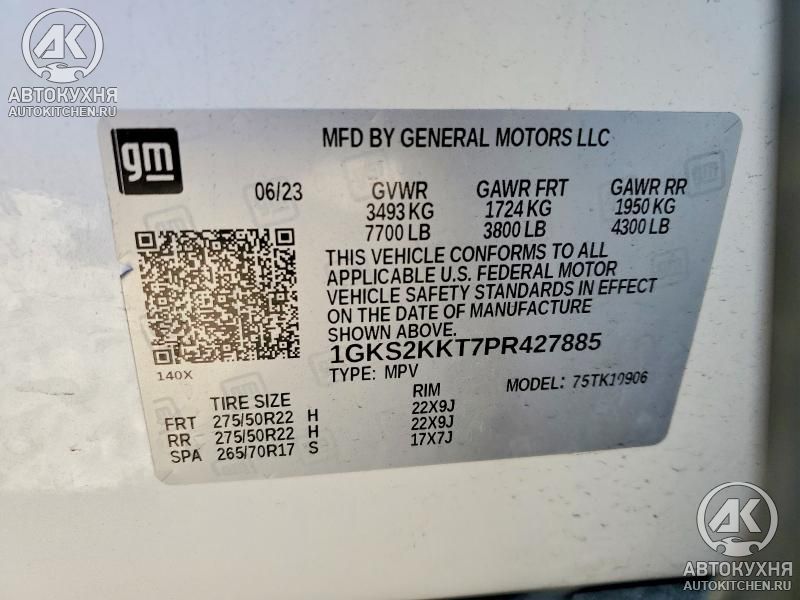 AK
АВТОКУХНЯ
AUTOKITCHEN.RU
gm
MFD BY GENERAL MOTORS LLC
06/23 GVWR GAWR FRT GAWR RR
3493 KG 1724 KG 1950 KG
7700 LB 3800 LB 4300 LB
THIS VEHICLE CONFORMS TO ALL
APPLICABLE U.S. FEDERAL MOTOR
VEHICLE SAFETY STANDARDS IN EFFECT
ON THE DATE OF MANUFACTURE
SHOWN ABOVE.
1GKS2KKT7PR427885
140X
TYPE: MPV MODEL: 75TK10906
TIRE SIZE RIM
FRT 275/50R22 H 22X9J
RR 275/50R22 H 22X9J
SPA 265/70R17 S 17X7J
AK
АВТОКУХНЯ
AUTOKITCHEN.RU